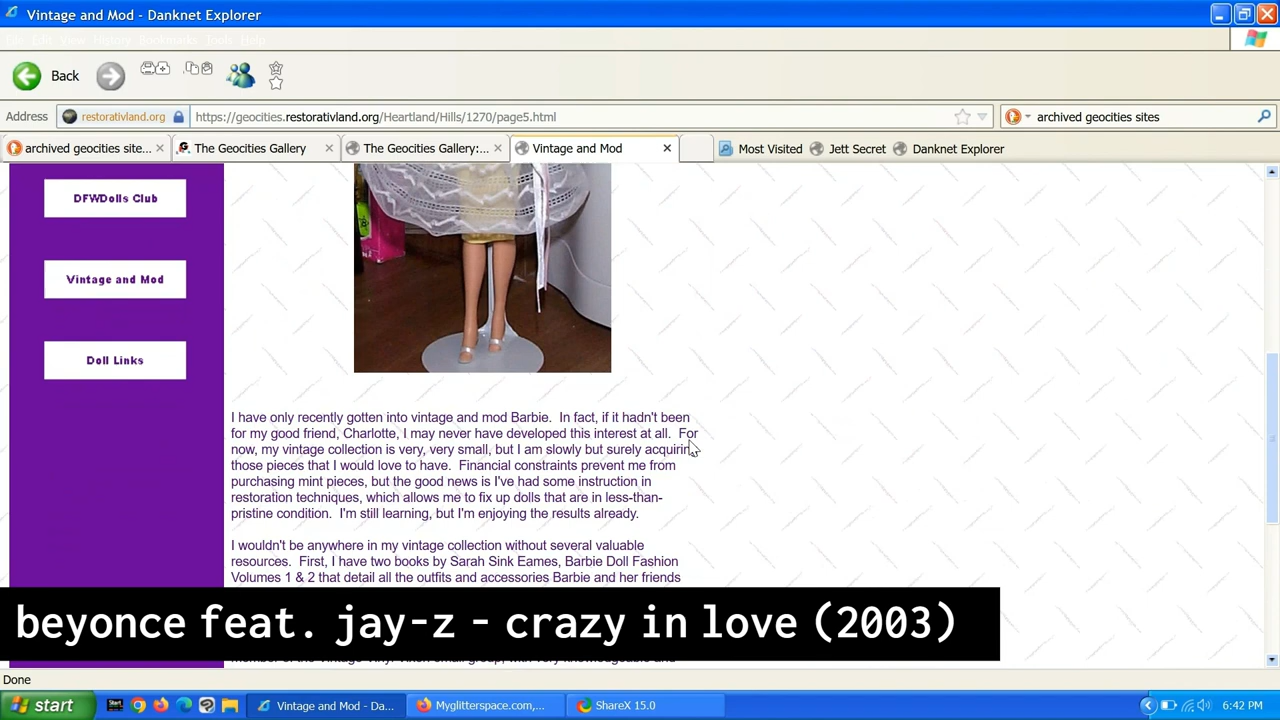 Vintage and Mod - Danknet Explorer
File Edit View History Bookmarks Tools Help
Back
Address restorativland.org https://geocities.restorativland.org/Heartland/Hills/1270/page5.html archived geocities sites
archived geocities site... The Geocities Gallery The Geocities Gallery:... Vintage and Mod Most Visited Jett Secret Danknet Explorer
DFWDolls Club
Vintage and Mod
Doll Links
I have only recently gotten into vintage and mod Barbie. In fact, if it hadn't been
for my good friend, Charlotte, I may never have developed this interest at all. For
now, my vintage collection is very, very small, but I am slowly but surely acquirin
those pieces that I would love to have. Financial constraints prevent me from
purchasing mint pieces, but the good news is I've had some instruction in
restoration techniques, which allows me to fix up dolls that are in less-than-
pristine condition. I'm still learning, but I'm enjoying the results already.
I wouldn't be anywhere in my vintage collection without several valuable
resources. First, I have two books by Sarah Sink Eames, Barbie Doll Fashion
Volumes 1 & 2 that detail all the outfits and accessories Barbie and her friends
beyonce feat. jay-z - crazy in love (2003)
Done
start Vintage and Mod - Da... Myglitterspace.com,... ShareX 15.0 6:42 PM